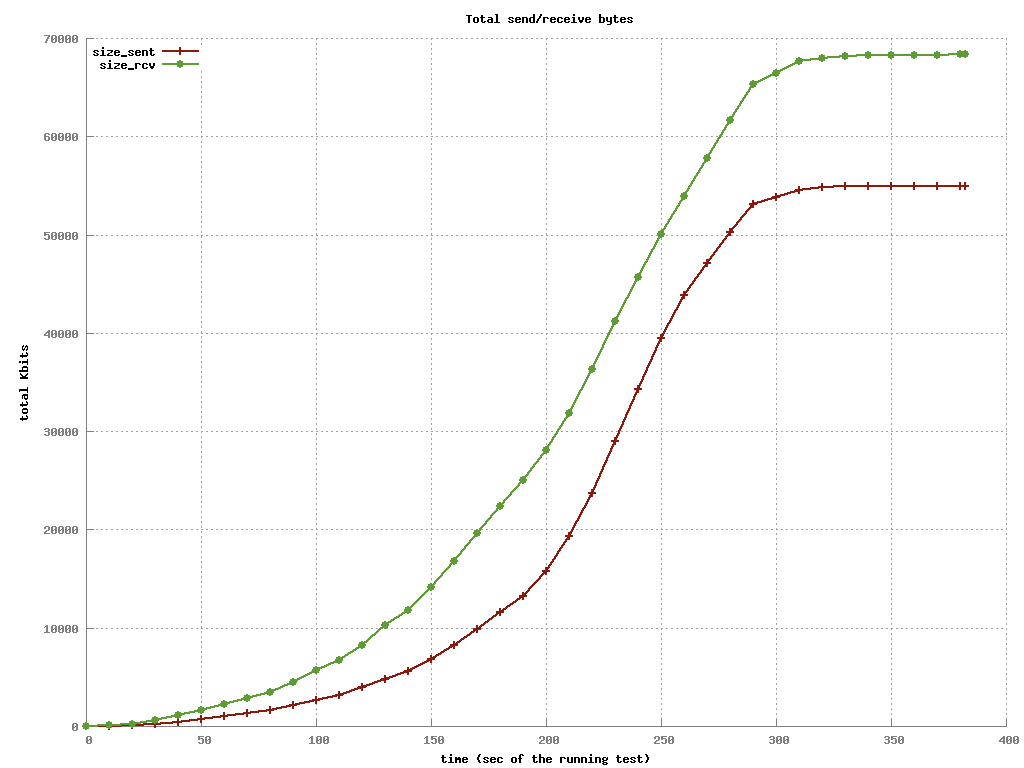 Total send/receive bytes
70000
size_sent
size_rcv
60000
50000
40000
total Kbits
30000
20000
10000
0
0 50 100 150 200 250 300 350 400
time (sec of the running test)